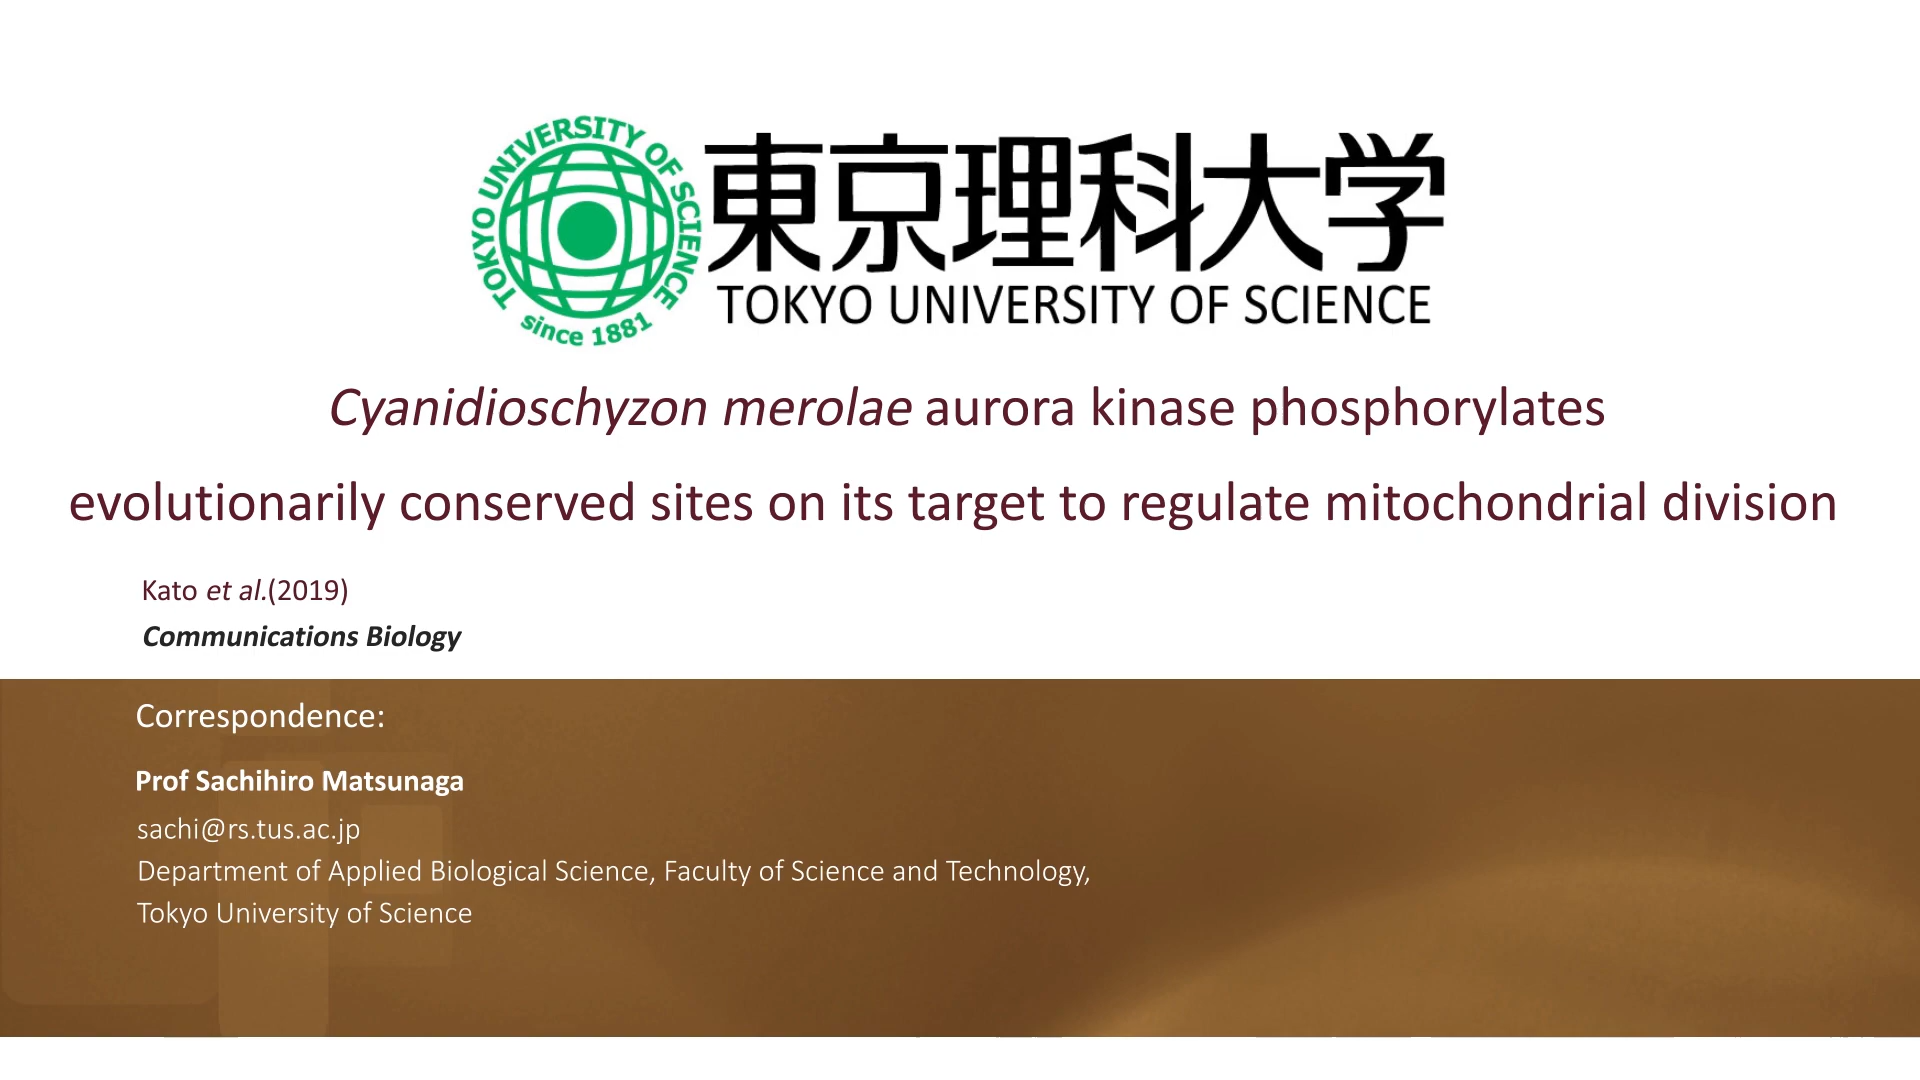 TOKYO UNIVERSITY OF SCIENCE
since 1881
東京理科大学
TOKYO UNIVERSITY OF SCIENCE
Cyanidioschyzon merolae aurora kinase phosphorylates
evolutionarily conserved sites on its target to regulate mitochondrial division
Kato et al.(2019)
Communications Biology
Correspondence:
Prof Sachihiro Matsunaga
sachi@rs.tus.ac.jp
Department of Applied Biological Science, Faculty of Science and Technology,
Tokyo University of Science